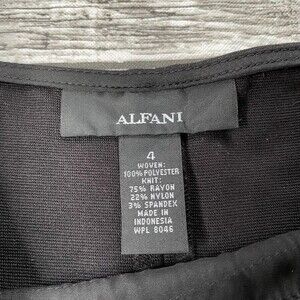 ALFANI
4
WOVEN:
100% POLYESTER
KNIT:
75% RAYON
22% NYLON
3% SPANDEX
MADE IN
INDONESIA
WPL 8046